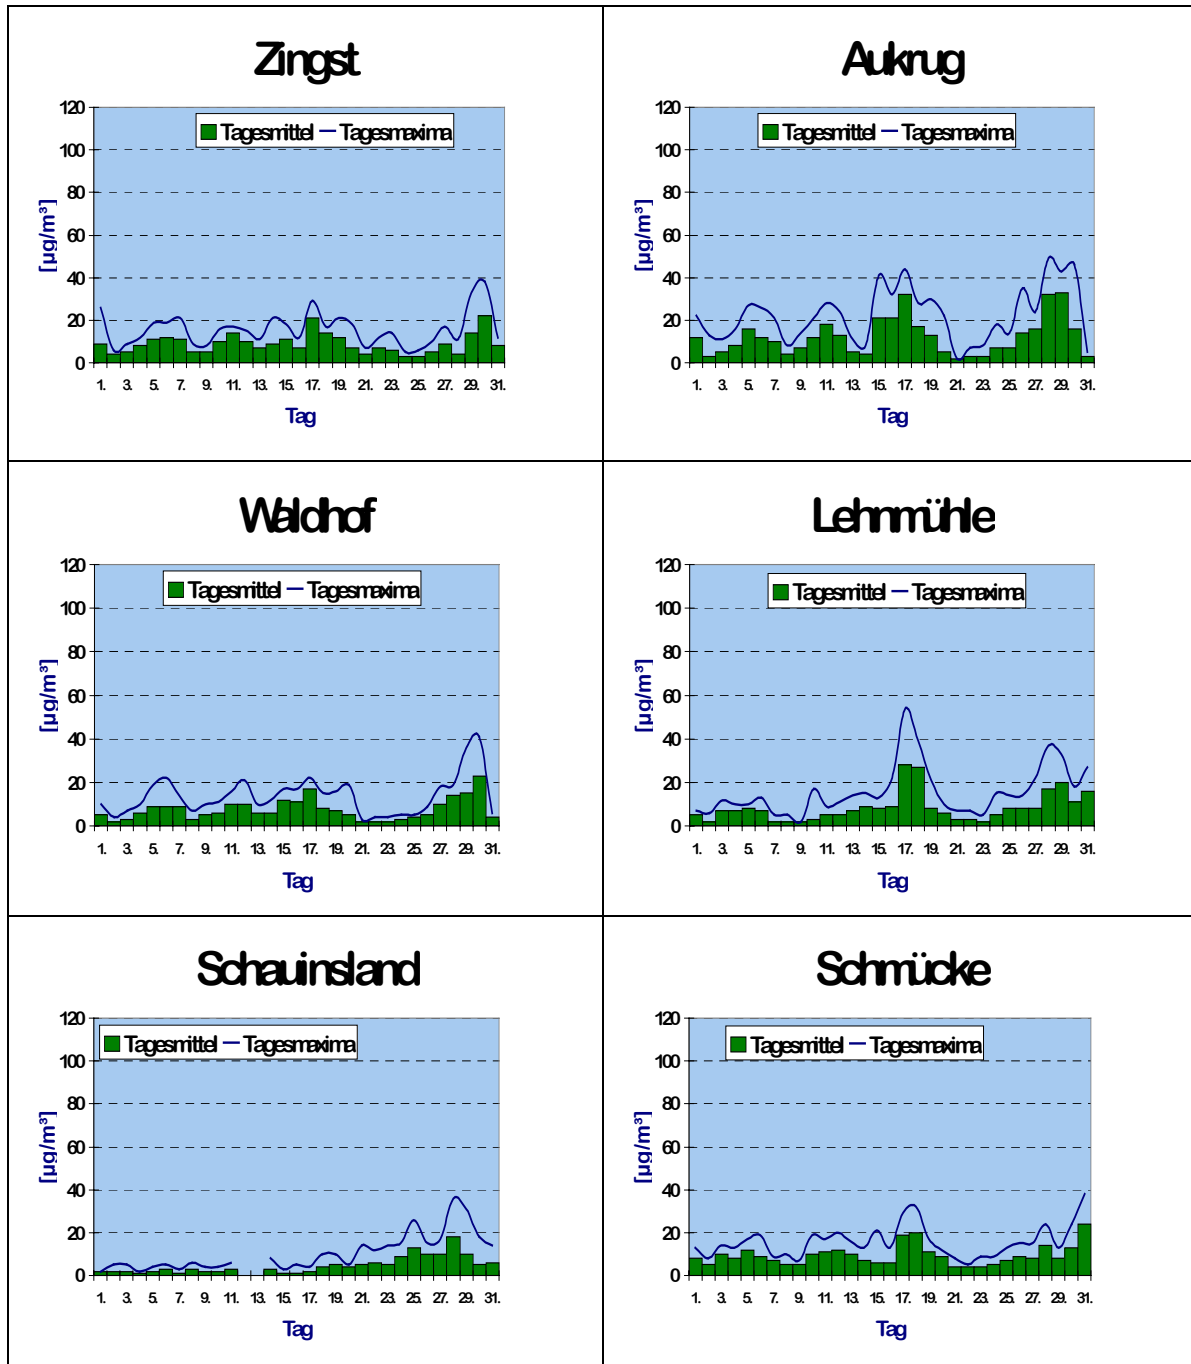 Zingst
120
Tagesmittel Tagesmaxima
100
80
60
40
20
0
[µg/m³]
1. 3. 5. 7. 9. 11. 13. 15. 17. 19. 21. 23. 25. 27. 29. 31.
Tag
Aukrug
120
Tagesmittel Tagesmaxima
100
80
60
40
20
0
[µg/m³]
1. 3. 5. 7. 9. 11. 13. 15. 17. 19. 21. 23. 25. 27. 29. 31.
Tag
Waldhof
120
Tagesmittel Tagesmaxima
100
80
60
40
20
0
[µg/m³]
1. 3. 5. 7. 9. 11. 13. 15. 17. 19. 21. 23. 25. 27. 29. 31.
Tag
Lehnmühle
120
Tagesmittel Tagesmaxima
100
80
60
40
20
0
[µg/m³]
1. 3. 5. 7. 9. 11. 13. 15. 17. 19. 21. 23. 25. 27. 29. 31.
Tag
Schauinsland
120
Tagesmittel Tagesmaxima
100
80
60
40
20
0
[µg/m³]
1. 3. 5. 7. 9. 11. 13. 15. 17. 19. 21. 23. 25. 27. 29. 31.
Tag
Schmücke
120
Tagesmittel Tagesmaxima
100
80
60
40
20
0
[µg/m³]
1. 3. 5. 7. 9. 11. 13. 15. 17. 19. 21. 23. 25. 27. 29. 31.
Tag